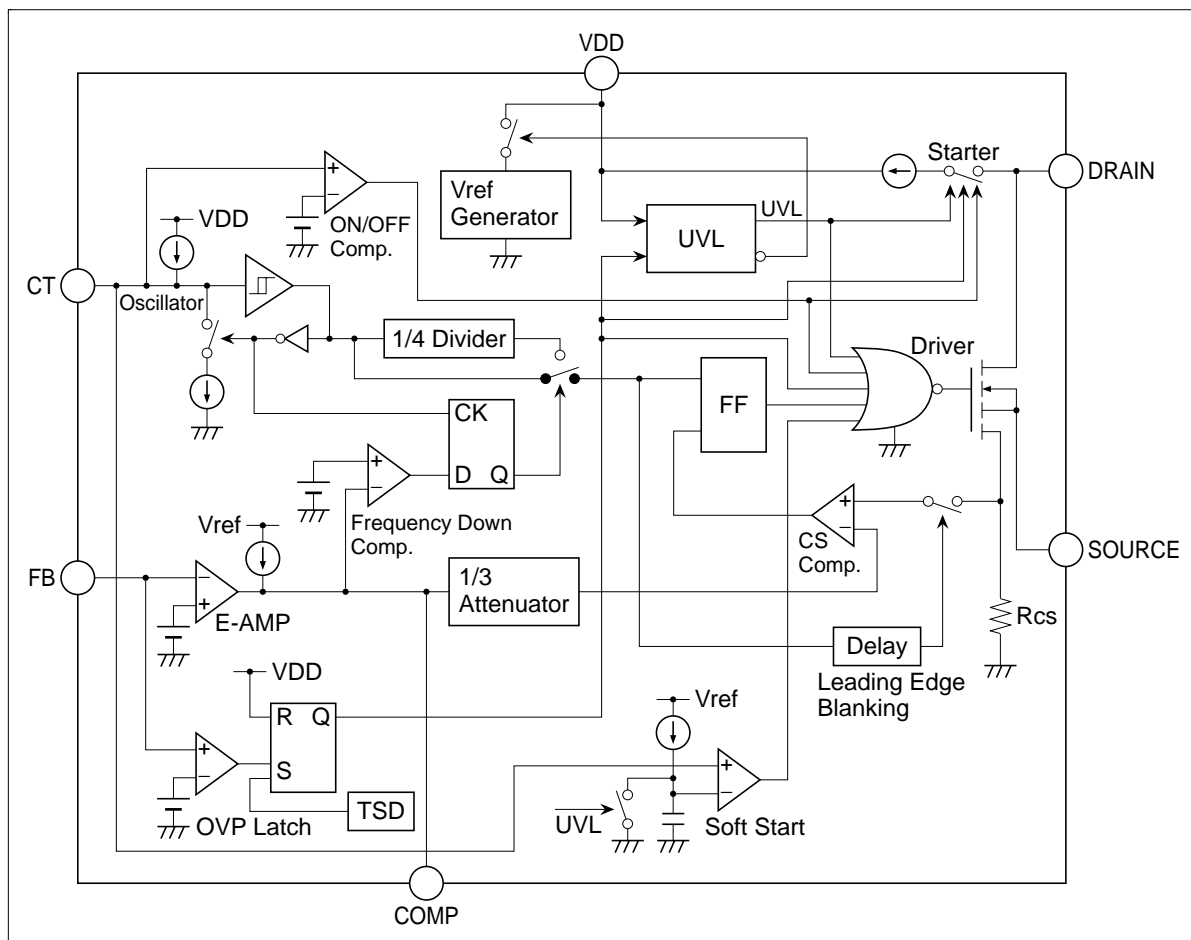 VDD
Starter
DRAIN
Vref
Generator
UVL
UVL
VDD
+
−
ON/OFF
Comp.
CT
Oscillator
1/4 Divider
Driver
FF
CK
D Q
+
−
Frequency Down
Comp.
+
−
CS
Comp.
SOURCE
Vref
FB
−
+
E-AMP
1/3
Attenuator
Rcs
Delay
Leading Edge
Blanking
VDD
R Q
S
+
−
OVP Latch
TSD
Vref
+
−
UVL
Soft Start
COMP